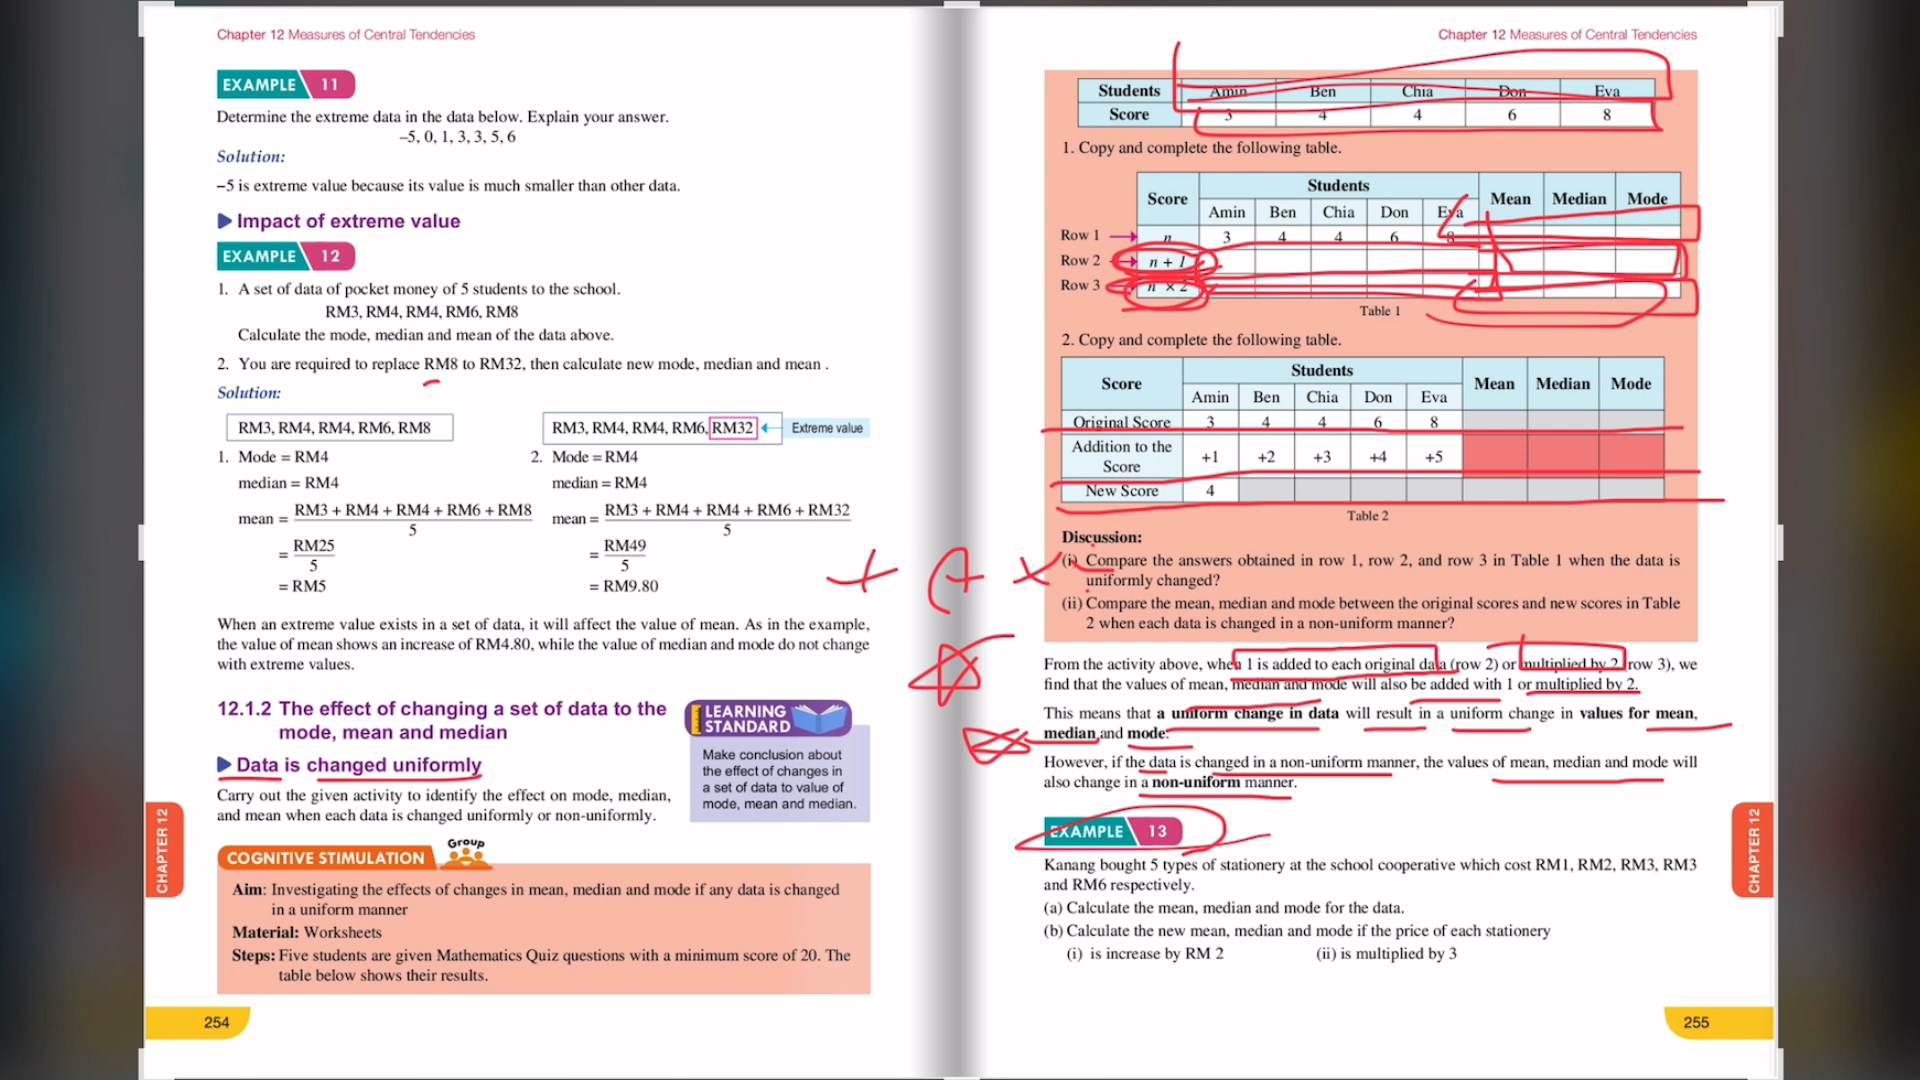 Chapter 12 Measures of Central Tendencies
EXAMPLE 11
Determine the extreme data in the data below. Explain your answer.
–5, 0, 1, 3, 3, 5, 6
Solution:
–5 is extreme value because its value is much smaller than other data.
Impact of extreme value
EXAMPLE 12
1. A set of data of pocket money of 5 students to the school.
RM3, RM4, RM4, RM6, RM8
Calculate the mode, median and mean of the data above.
2. You are required to replace RM8 to RM32, then calculate new mode, median and mean .
Solution:
RM3, RM4, RM4, RM6, RM8
1. Mode = RM4
median = RM4
mean = RM3 + RM4 + RM4 + RM6 + RM8
5
= RM25
5
= RM5
RM3, RM4, RM4, RM6, RM32 Extreme value
2. Mode = RM4
median = RM4
mean = RM3 + RM4 + RM4 + RM6 + RM32
5
= RM49
5
= RM9.80
When an extreme value exists in a set of data, it will affect the value of mean. As in the example,
the value of mean shows an increase of RM4.80, while the value of median and mode do not change
with extreme values.
12.1.2 The effect of changing a set of data to the
mode, mean and median
Data is changed uniformly
Carry out the given activity to identify the effect on mode, median,
and mean when each data is changed uniformly or non-uniformly.
LEARNING
STANDARD
Make conclusion about
the effect of changes in
a set of data to value of
mode, mean and median.
COGNITIVE STIMULATION Group
Aim: Investigating the effects of changes in mean, median and mode if any data is changed
in a uniform manner
Material: Worksheets
Steps: Five students are given Mathematics Quiz questions with a minimum score of 20. The
table below shows their results.
CHAPTER 12
254
Chapter 12 Measures of Central Tendencies
Students Amin Ben Chia Don Eva
Score 3 4 4 6 8
1. Copy and complete the following table.
Score Students Mean Median Mode
Amin Ben Chia Don Eva
Row 1 n 3 4 4 6 8
Row 2 n + 1
Row 3 n × 2
Table 1
2. Copy and complete the following table.
Score Students Mean Median Mode
Amin Ben Chia Don Eva
Original Score 3 4 4 6 8
Addition to the
Score +1 +2 +3 +4 +5
New Score 4
Table 2
Discussion:
(i) Compare the answers obtained in row 1, row 2, and row 3 in Table 1 when the data is
uniformly changed?
(ii) Compare the mean, median and mode between the original scores and new scores in Table
2 when each data is changed in a non-uniform manner?
From the activity above, when 1 is added to each original data (row 2) or multiplied by 2 (row 3), we
find that the values of mean, median and mode will also be added with 1 or multiplied by 2.
This means that a uniform change in data will result in a uniform change in values for mean,
median and mode.
However, if the data is changed in a non-uniform manner, the values of mean, median and mode will
also change in a non-uniform manner.
EXAMPLE 13
Kanang bought 5 types of stationery at the school cooperative which cost RM1, RM2, RM3, RM3
and RM6 respectively.
(a) Calculate the mean, median and mode for the data.
(b) Calculate the new mean, median and mode if the price of each stationery
(i) is increase by RM 2 (ii) is multiplied by 3
CHAPTER 12
255